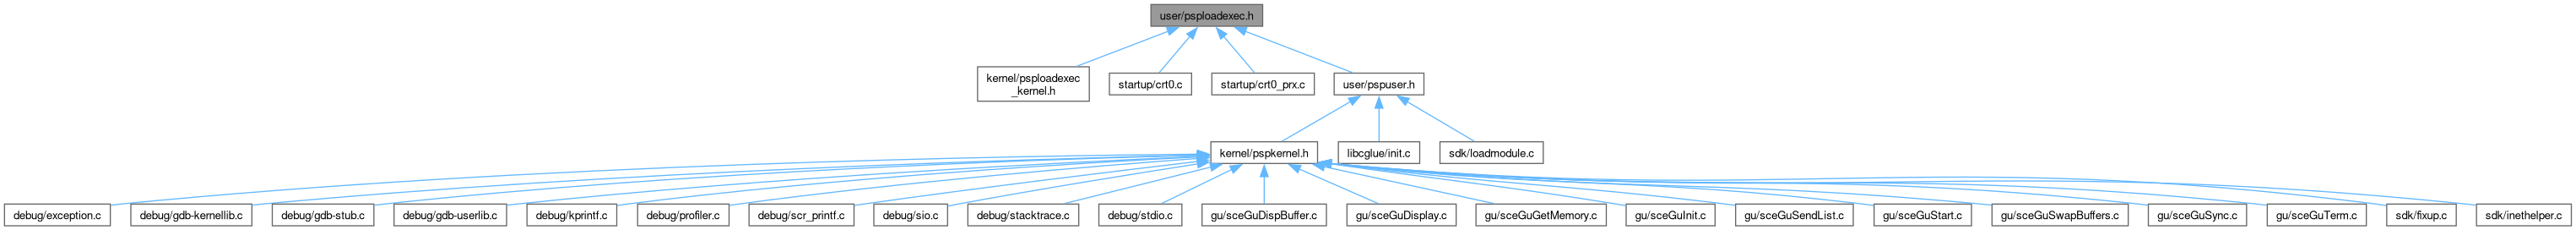 user/psploadexec.h
kernel/psploadexec
_kernel.h
startup/crt0.c
startup/crt0_prx.c
user/pspuser.h
kernel/pspkernel.h
libcglue/init.c
sdk/loadmodule.c
debug/exception.c
debug/gdb-kernellib.c
debug/gdb-stub.c
debug/gdb-userlib.c
debug/kprintf.c
debug/profiler.c
debug/scr_printf.c
debug/sio.c
debug/stacktrace.c
debug/stdio.c
gu/sceGuDispBuffer.c
gu/sceGuDisplay.c
gu/sceGuGetMemory.c
gu/sceGuInit.c
gu/sceGuSendList.c
gu/sceGuStart.c
gu/sceGuSwapBuffers.c
gu/sceGuSync.c
gu/sceGuTerm.c
sdk/fixup.c
sdk/inethelper.c